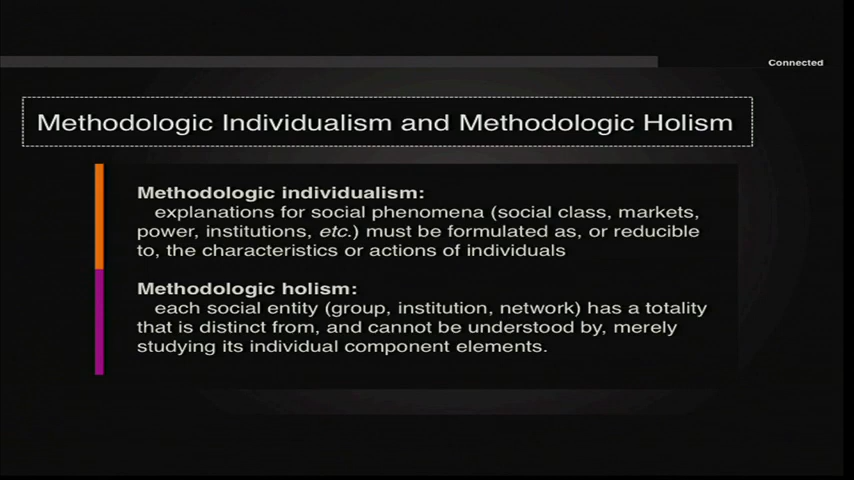 Connected
Methodologic Individualism and Methodologic Holism
Methodologic individualism:
explanations for social phenomena (social class, markets,
power, institutions, etc.) must be formulated as, or reducible
to, the characteristics or actions of individuals
Methodologic holism:
each social entity (group, institution, network) has a totality
that is distinct from, and cannot be understood by, merely
studying its individual component elements.